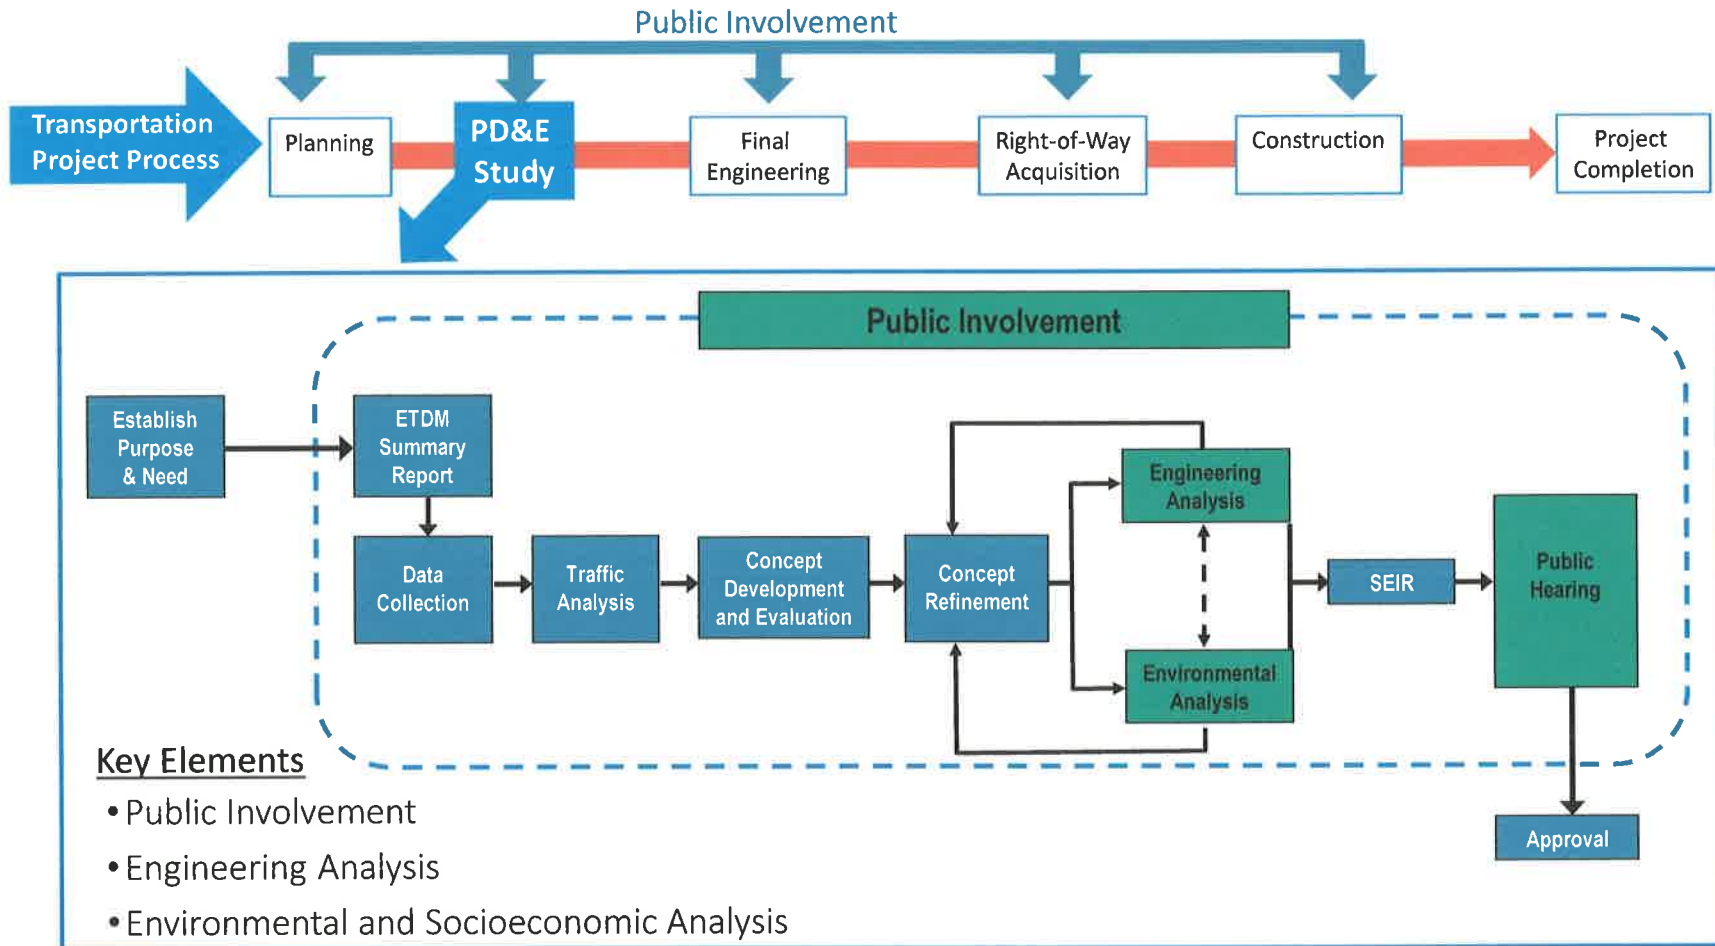 Public Involvement
Transportation
Project Process
Planning
PD&E
Study
Final
Engineering
Right-of-Way
Acquisition
Construction
Project
Completion
Public Involvement
Establish
Purpose
& Need
ETDM
Summary
Report
Data
Collection
Traffic
Analysis
Concept
Development
and Evaluation
Concept
Refinement
Engineering
Analysis
Environmental
Analysis
SEIR
Public
Hearing
Approval
Key Elements
•Public Involvement
•Engineering Analysis
•Environmental and Socioeconomic Analysis